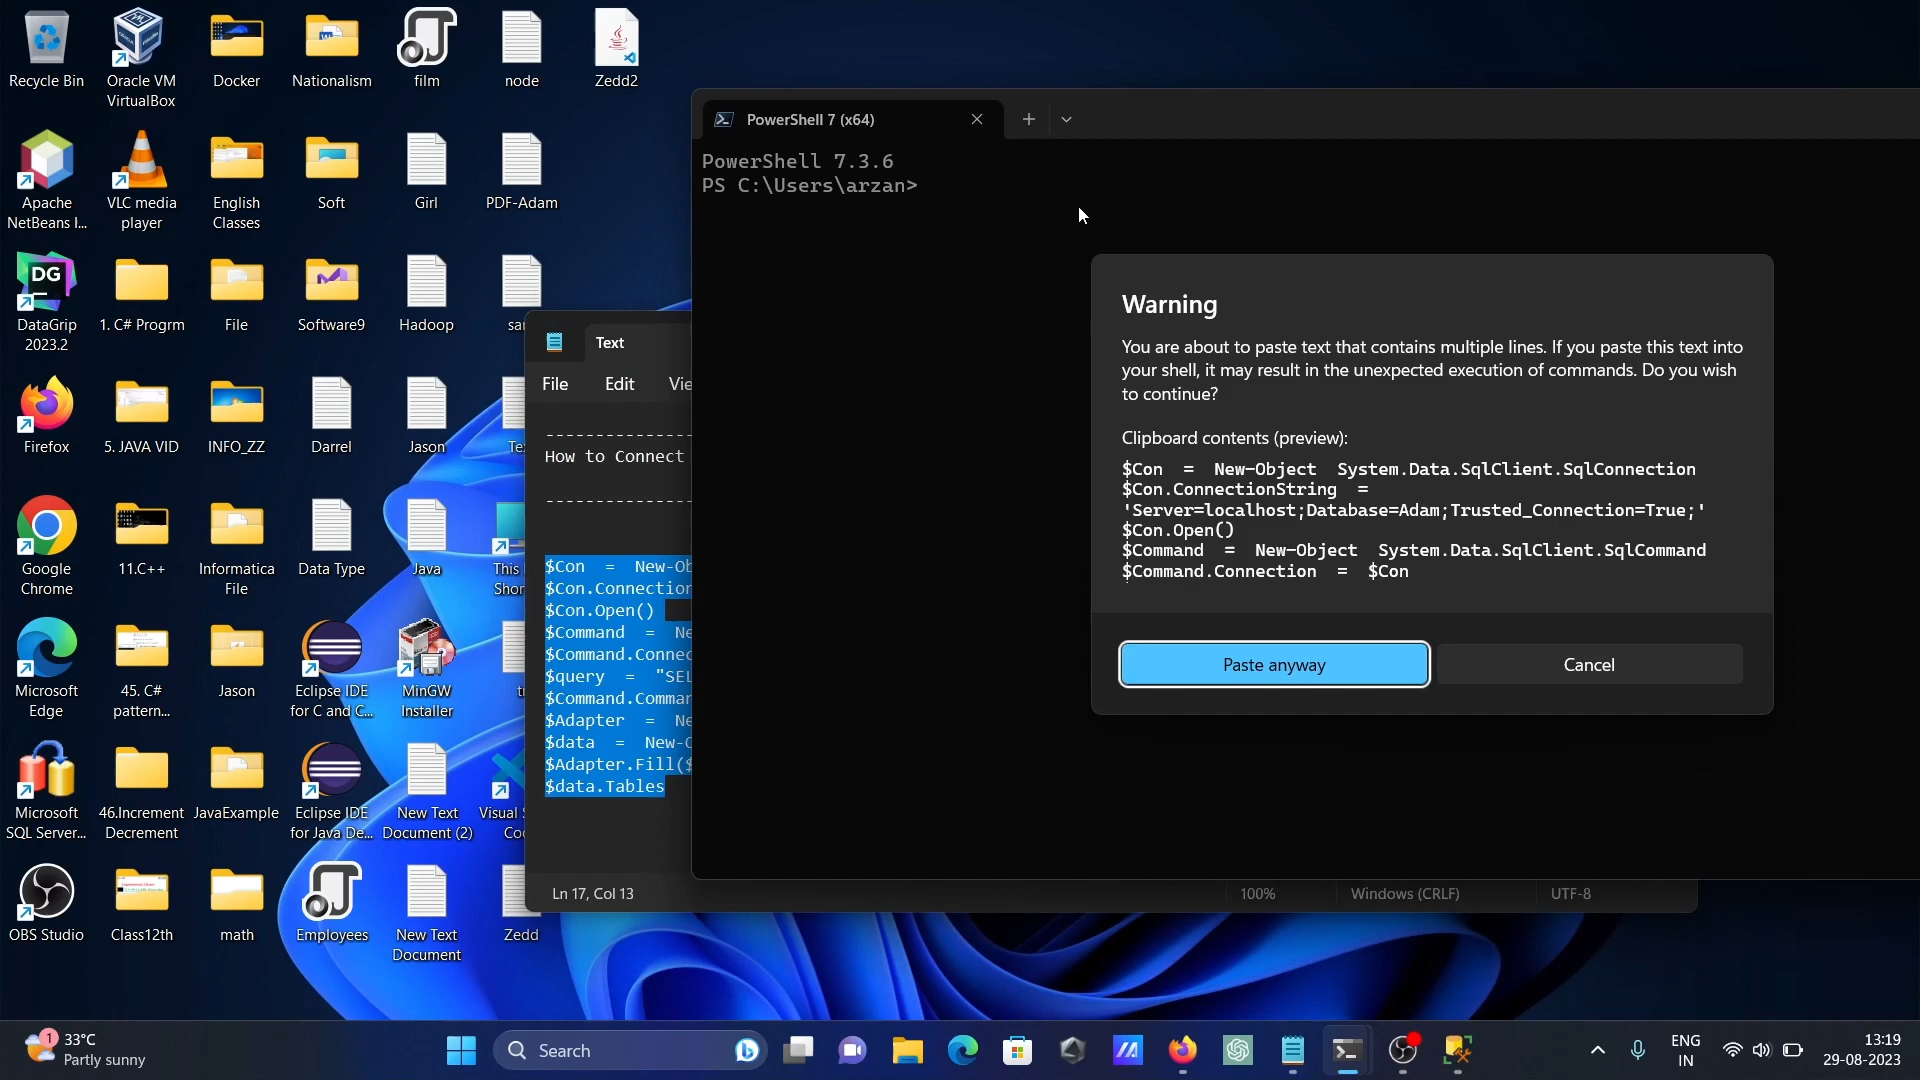 Recycle Bin
Oracle VM
VirtualBox
Docker
Nationalism
film
node
Zedd2
Apache
NetBeans I...
VLC media
player
English
Classes
Soft
Girl
PDF-Adam
DG
DataGrip
2023.2
1. C# Progrm
File
Software9
Hadoop
Firefox
5. JAVA VID
INFO_ZZ
Darrel
Jason
Google
Chrome
11.C++
Informatica
File
Data Type
Java
This
Microsoft
Edge
45. C#
pattern...
Jason
Eclipse IDE
for C and C...
MinGW
Installer
Microsoft
SQL Server...
46.Increment
Decrement
JavaExample
Eclipse IDE
for Java De...
New Text
Document (2)
Visual
OBS Studio
Class12th
math
Employees
New Text
Document
Zedd
Text
File Edit Vie
--------------
How to Connect
--------------
$Con = New-Ob
$Con.Connection
$Con.Open()
$Command = Ne
$Command.Connec
$query = "SEL
$Command.Comman
$Adapter = Ne
$data = New-O
$Adapter.Fill($
$data.Tables
Ln 17, Col 13
100%
Windows (CRLF)
UTF-8
PowerShell 7 (x64)
PowerShell 7.3.6
PS C:\Users\arzan>
Warning
You are about to paste text that contains multiple lines. If you paste this text into
your shell, it may result in the unexpected execution of commands. Do you wish
to continue?
Clipboard contents (preview):
$Con = New-Object System.Data.SqlClient.SqlConnection
$Con.ConnectionString =
'Server=localhost;Database=Adam;Trusted_Connection=True;'
$Con.Open()
$Command = New-Object System.Data.SqlClient.SqlCommand
$Command.Connection = $Con
Paste anyway
Cancel
1
33°C
Partly sunny
Search
ENG
IN
13:19
29-08-2023